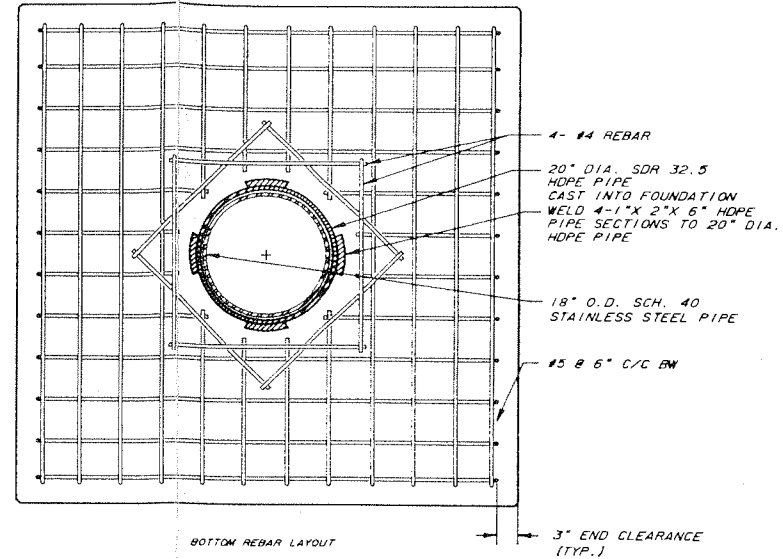 4- #4 REBAR
20" DIA. SDR 32.5
HDPE PIPE
CAST INTO FOUNDATION
WELD 4-1"X 2"X 6" HDPE
PIPE SECTIONS TO 20" DIA.
HDPE PIPE
18" O.D. SCH. 40
STAINLESS STEEL PIPE
#5 @ 6" C/C BW
BOTTOM REBAR LAYOUT
3" END CLEARANCE
(TYP.)